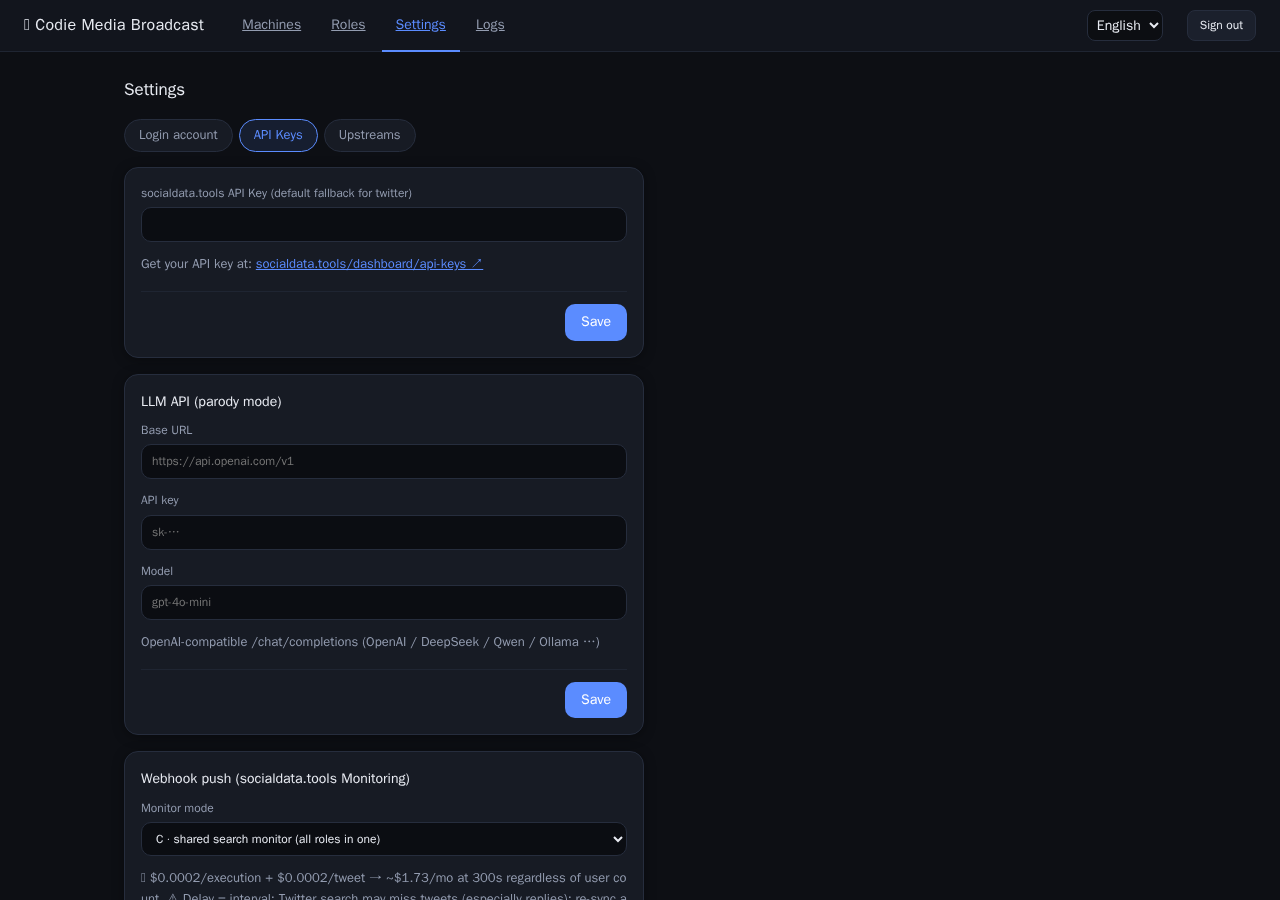 Codie Media Broadcast
Machines
Roles
Settings
Logs
English
Sign out
Settings
Login account
API Keys
Upstreams
socialdata.tools API Key (default fallback for twitter)
Get your API key at: socialdata.tools/dashboard/api-keys ↗
Save
LLM API (parody mode)
Base URL
https://api.openai.com/v1
API key
sk-…
Model
gpt-4o-mini
OpenAI-compatible /chat/completions (OpenAI / DeepSeek / Qwen / Ollama …)
Save
Webhook push (socialdata.tools Monitoring)
Monitor mode
C · shared search monitor (all roles in one)
$0.0002/execution + $0.0002/tweet → ~$1.73/mo at 300s regardless of user co
unt. ⚠ Delay = interval; Twitter search may miss tweets (especially replies); re-sync a